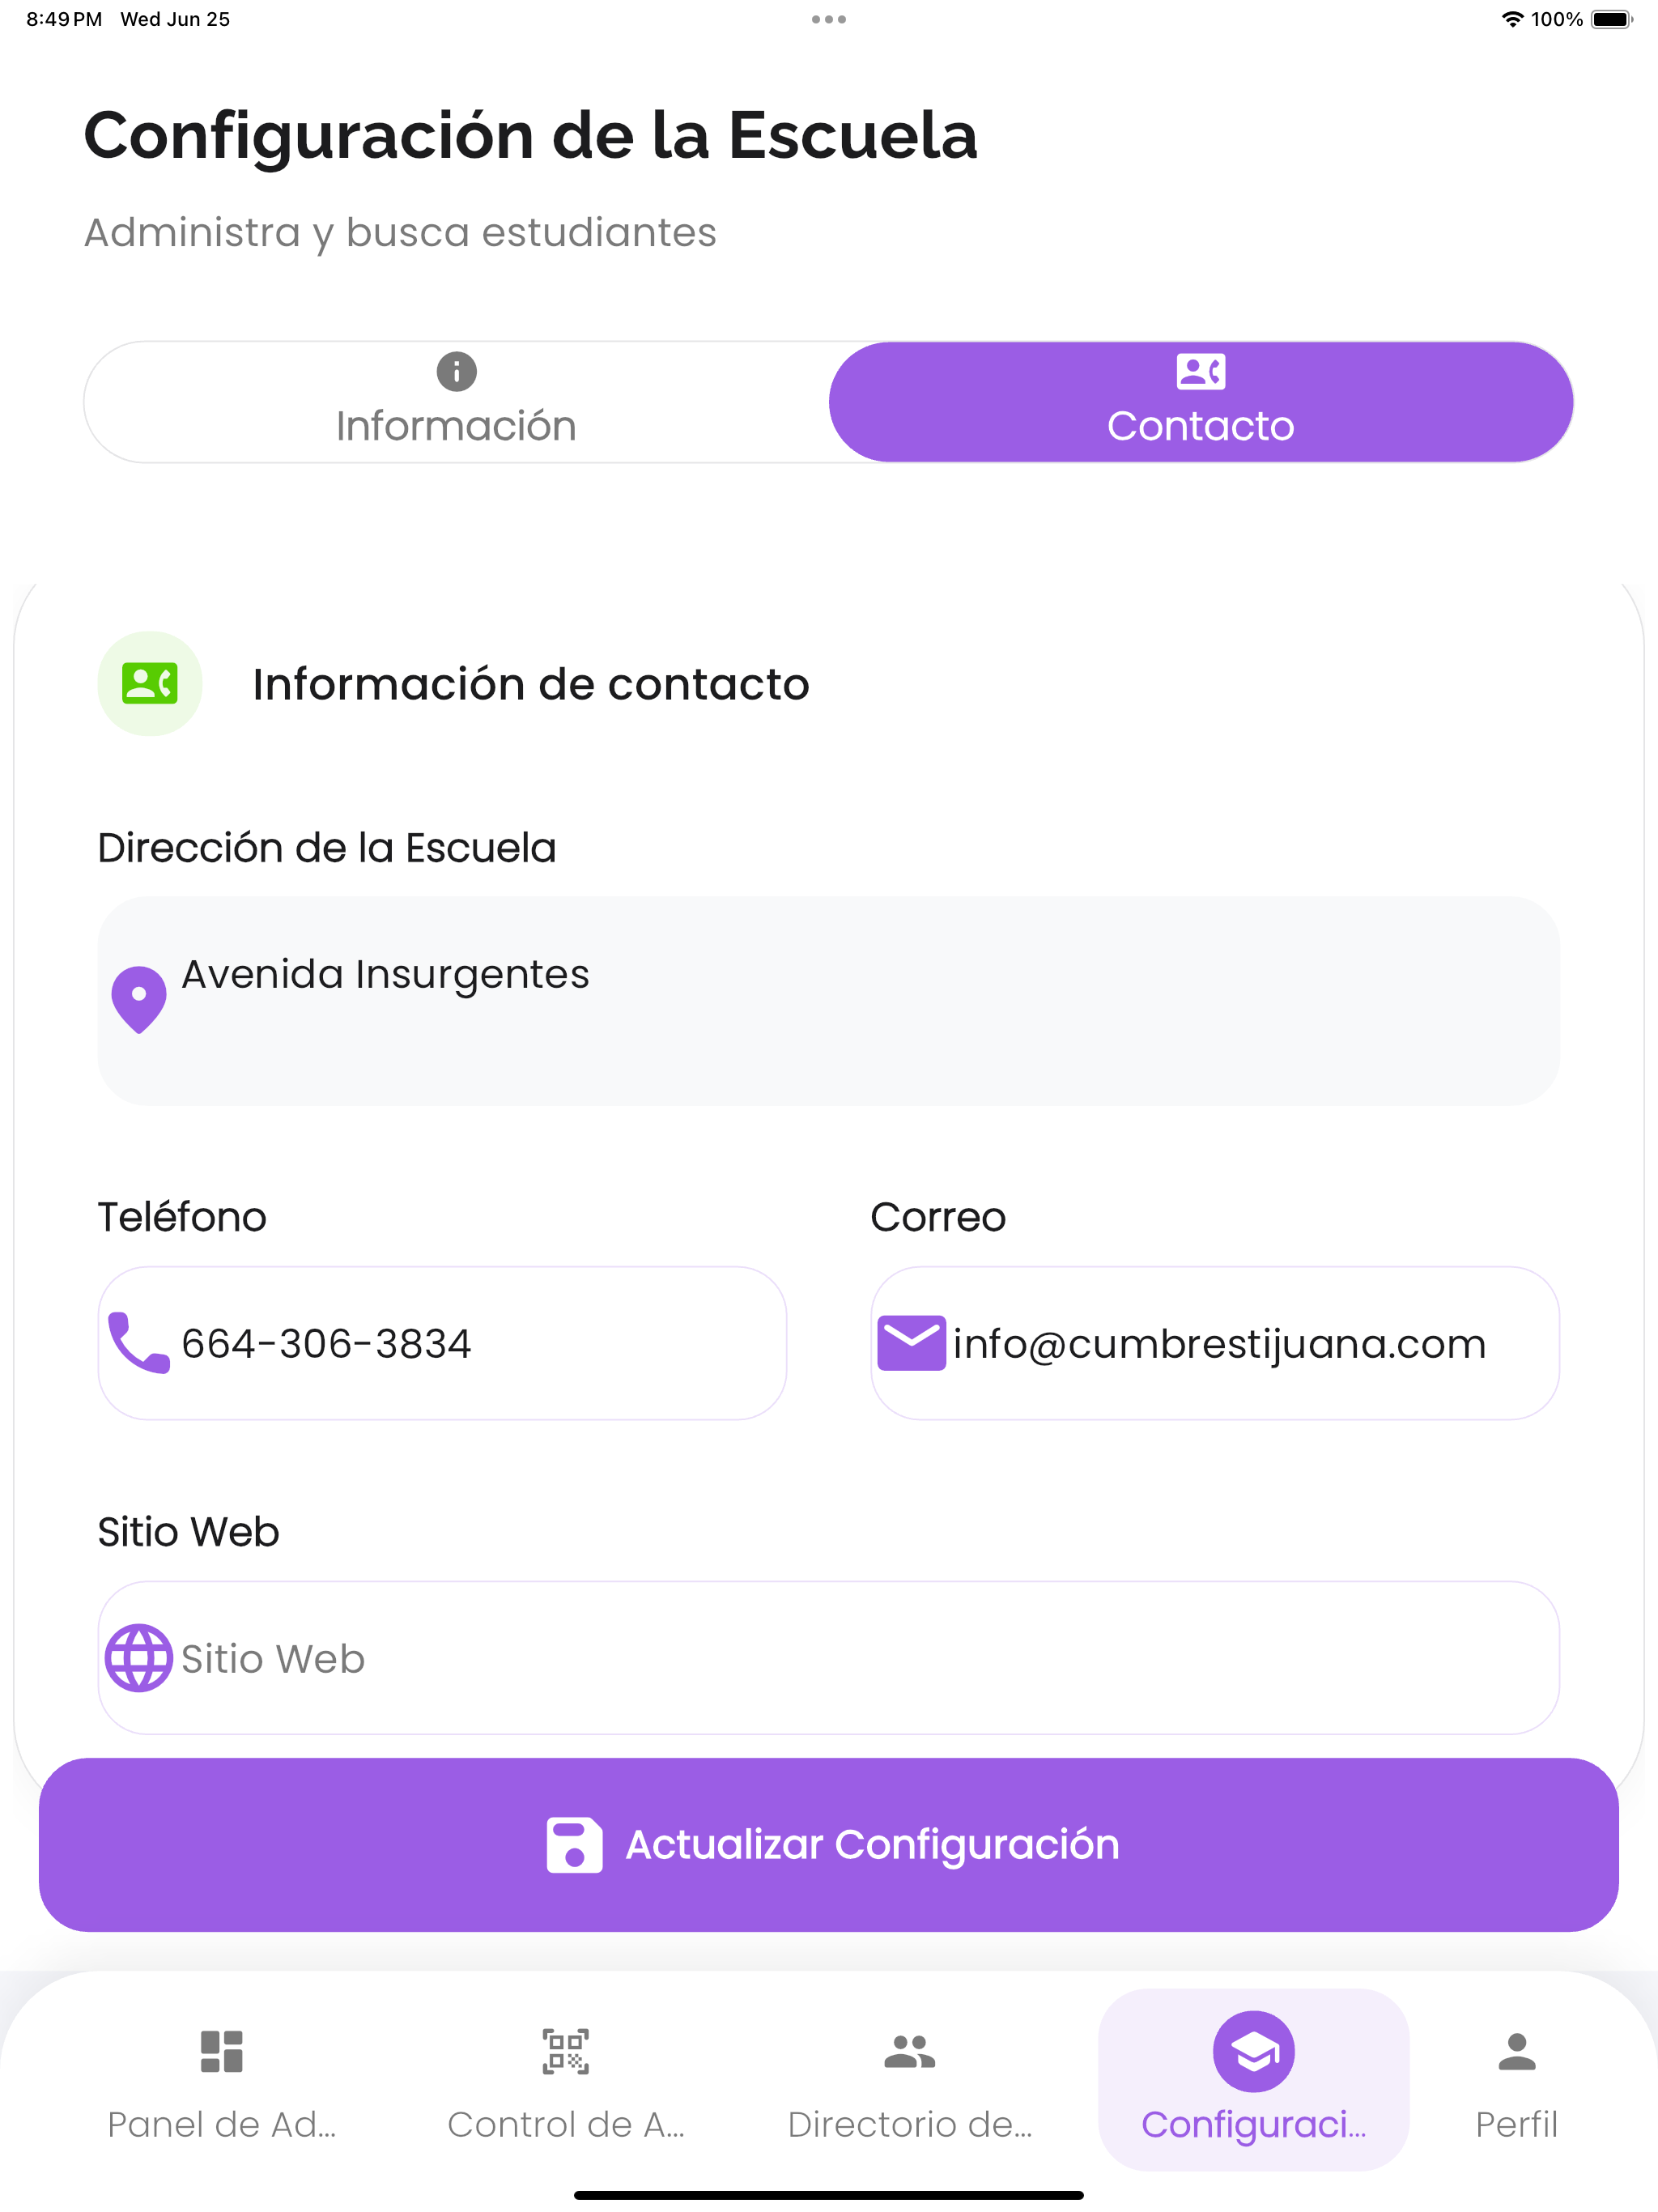 8:49 PM Wed Jun 25
100%
Configuración de la Escuela
Administra y busca estudiantes
Información
Contacto
Información de contacto
Dirección de la Escuela
Avenida Insurgentes
Teléfono
Correo
664-306-3834
info@cumbrestijuana.com
Sitio Web
Sitio Web
Actualizar Configuración
Panel de Ad...
Control de A...
Directorio de...
Configuraci...
Perfil